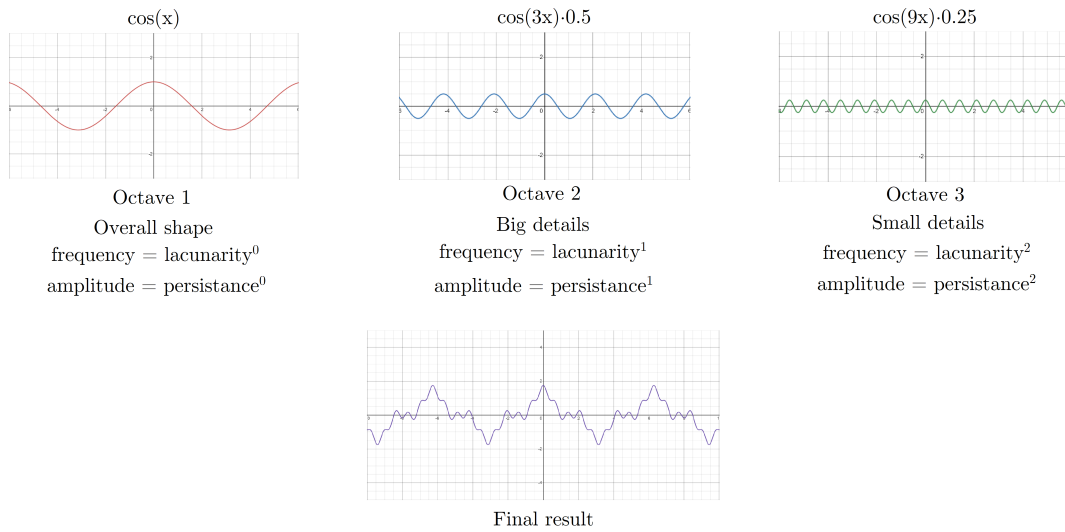 cos(x)
cos(3x)·0.5
cos(9x)·0.25
Octave 1
Octave 2
Octave 3
Overall shape
Big details
Small details
frequency = lacunarity⁰
frequency = lacunarity¹
frequency = lacunarity²
amplitude = persistance⁰
amplitude = persistance¹
amplitude = persistance²
Final result